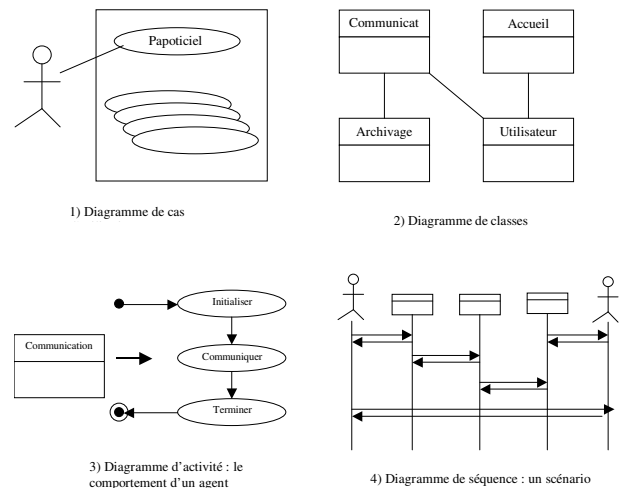 Papoticiel
1) Diagramme de cas
Communicat
Accueil
Archivage
Utilisateur
2) Diagramme de classes
Initialiser
Communication
Communiquer
Terminer
3) Diagramme d'activité : le
comportement d'un agent
4) Diagramme de séquence : un scénario